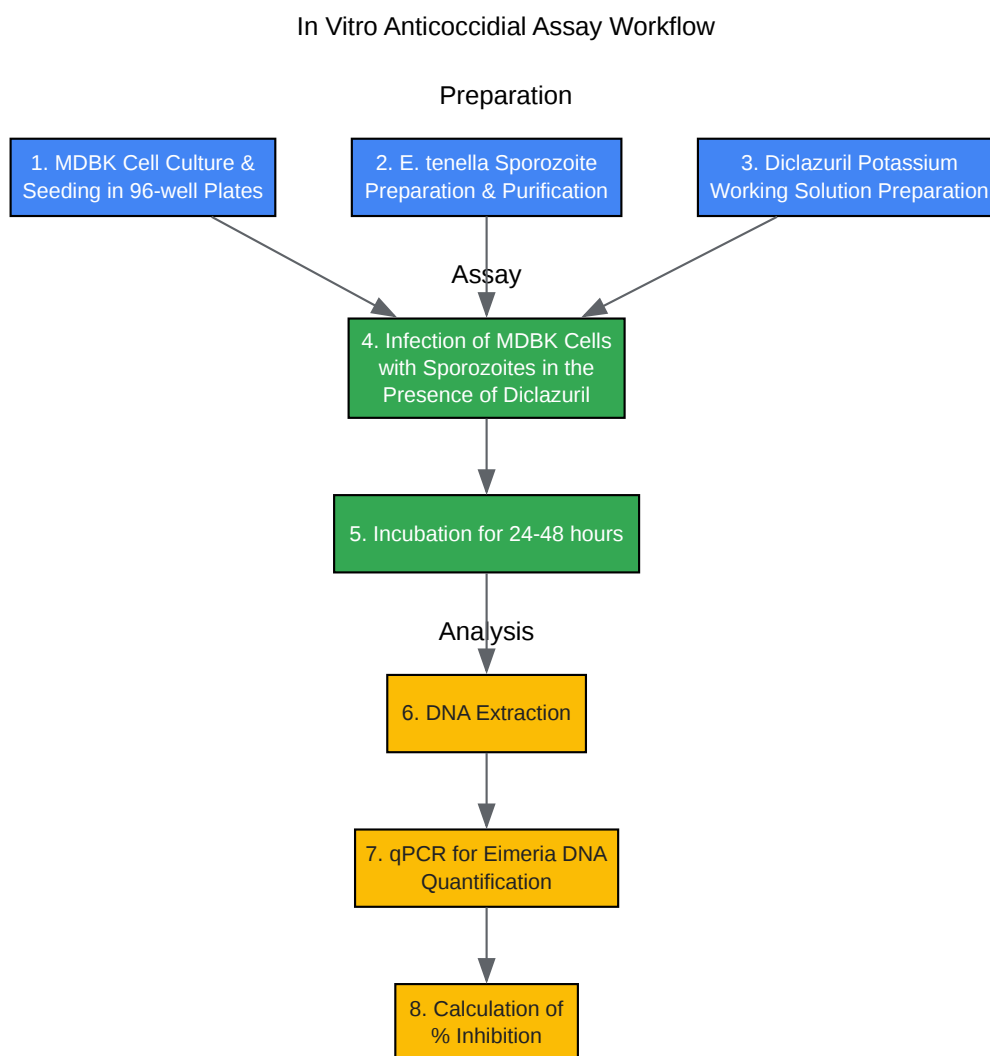 In Vitro Anticoccidial Assay Workflow
Preparation
1. MDBK Cell Culture &
Seeding in 96-well Plates
2. E. tenella Sporozoite
Preparation & Purification
3. Diclazuril Potassium
Working Solution Preparation
Assay
4. Infection of MDBK Cells
with Sporozoites in the
Presence of Diclazuril
5. Incubation for 24-48 hours
Analysis
6. DNA Extraction
7. qPCR for Eimeria DNA
Quantification
8. Calculation of
% Inhibition